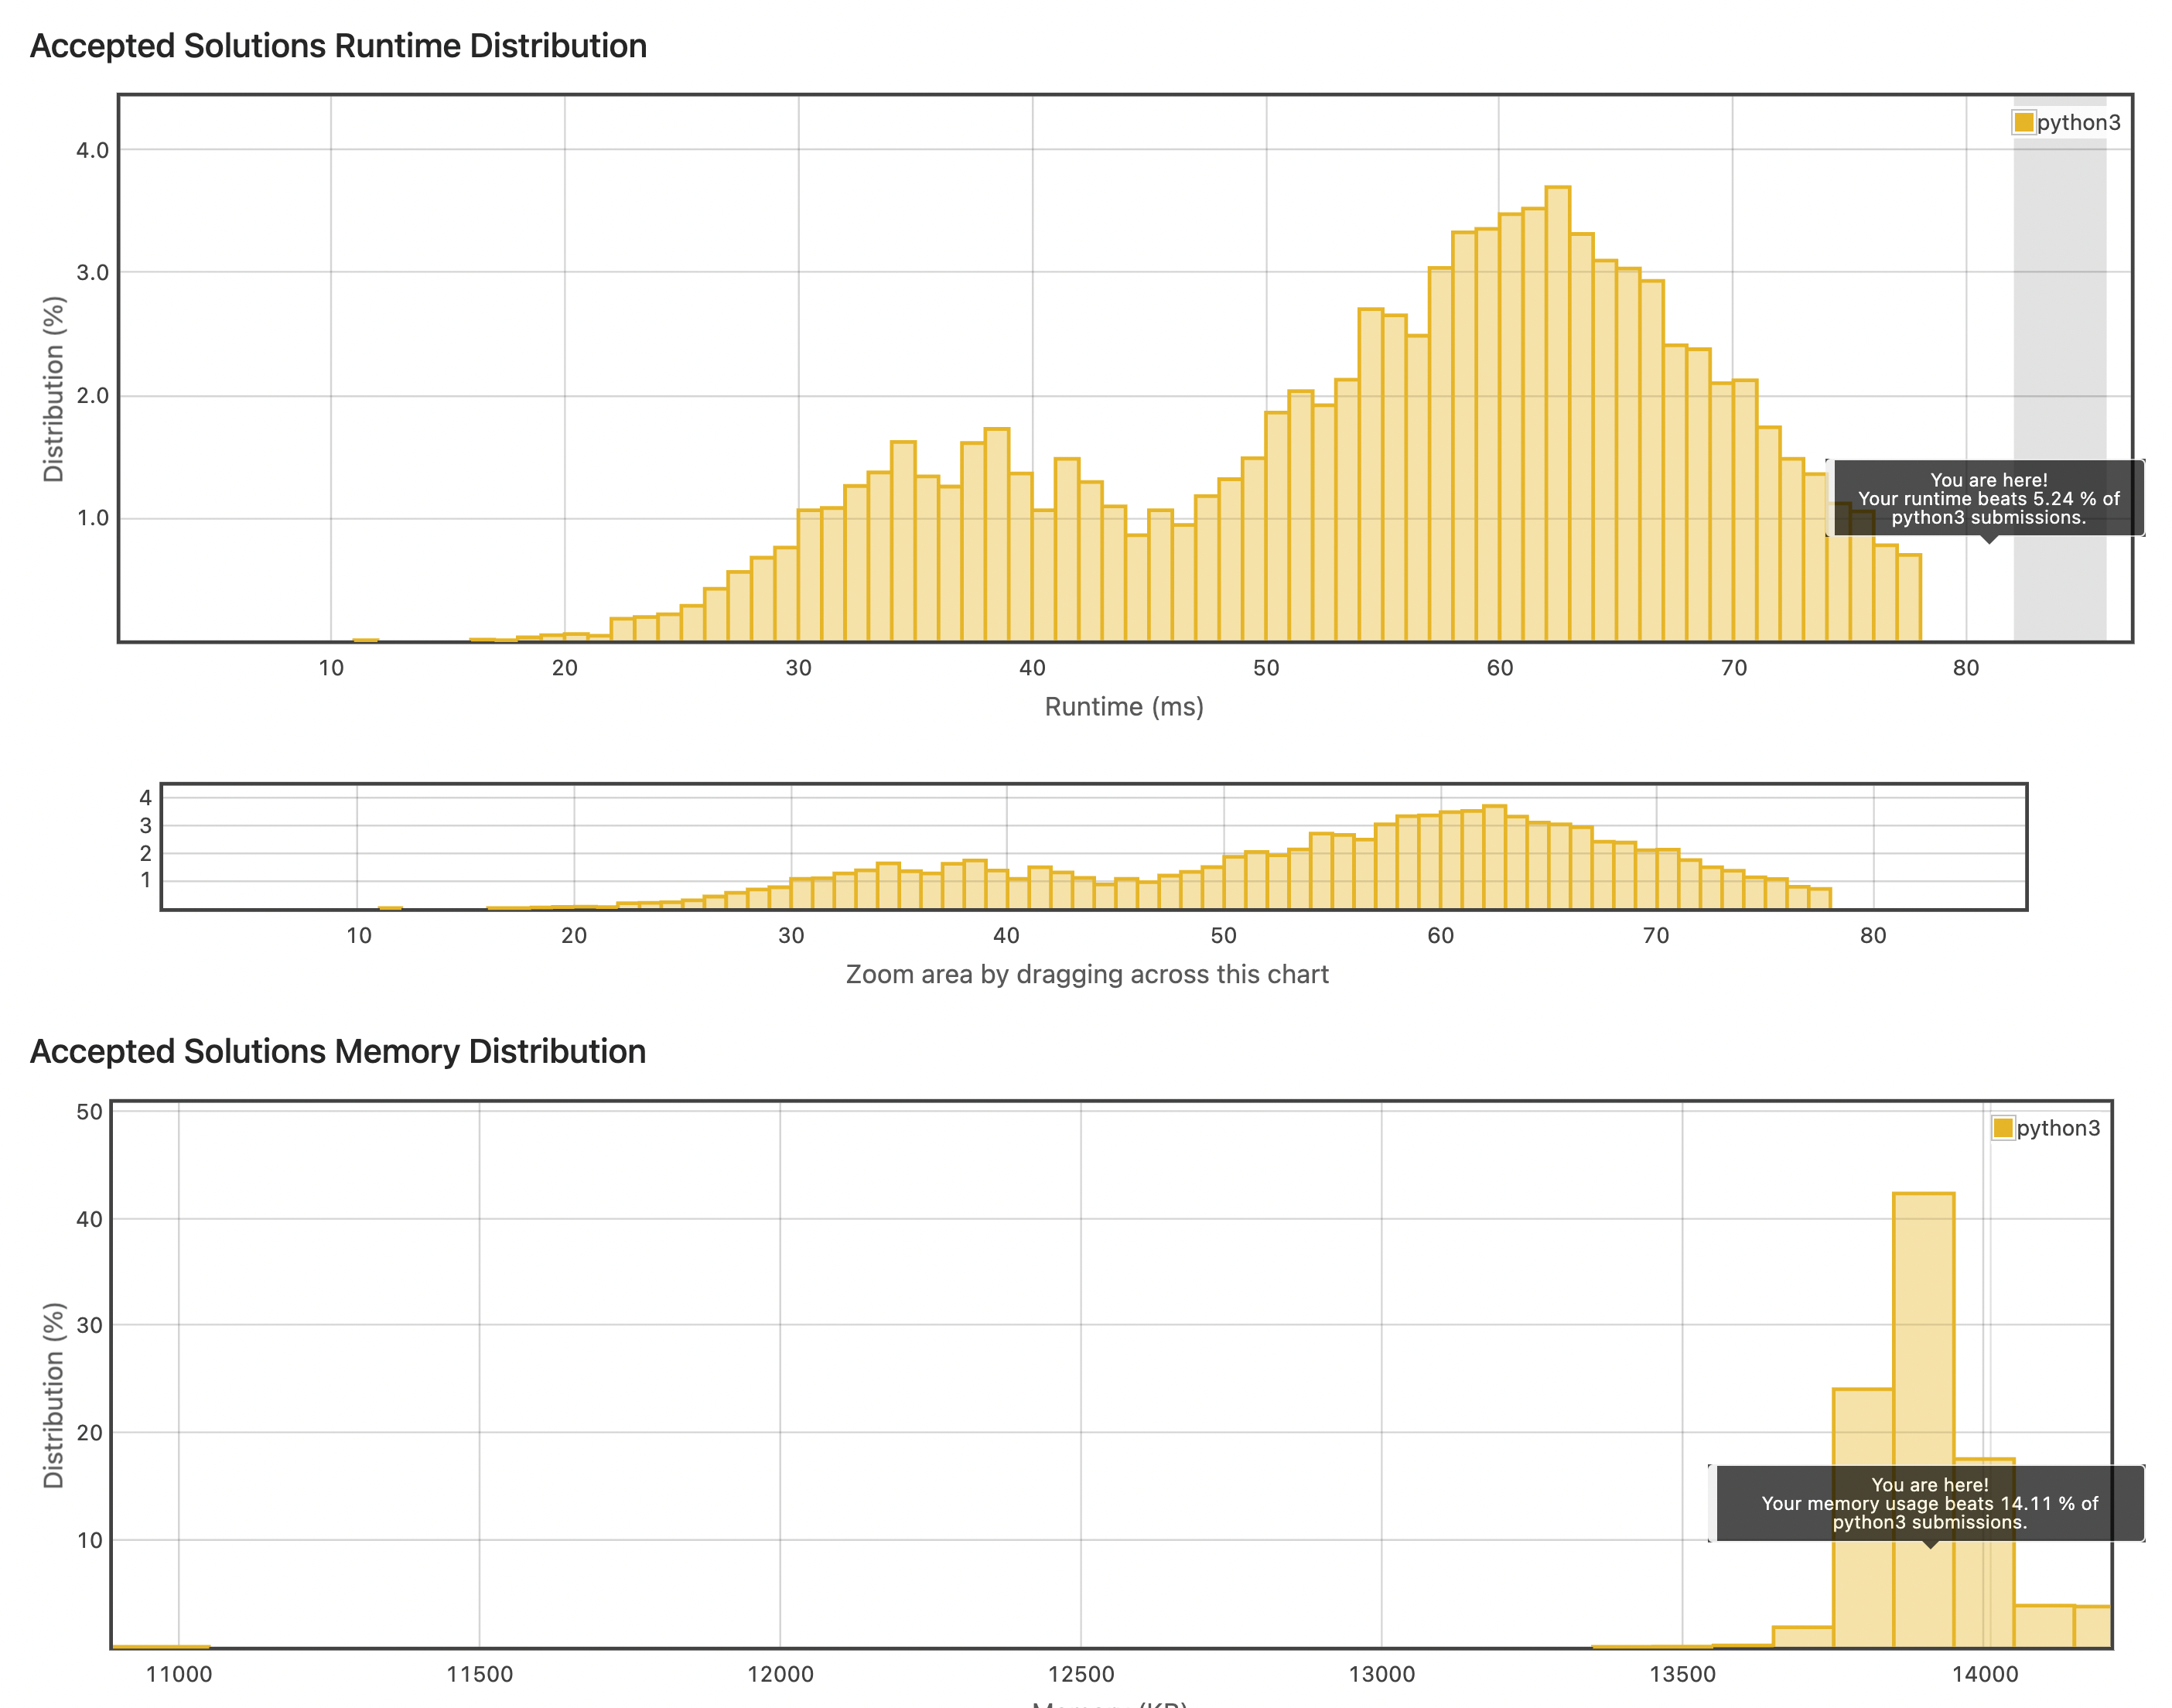 Accepted Solutions Runtime Distribution
python3
4.0
3.0
2.0
1.0
Distribution (%)
You are here!
Your runtime beats 5.24 % of
python3 submissions.
10 20 30 40 50 60 70 80
Runtime (ms)
4
3
2
1
10 20 30 40 50 60 70 80
Zoom area by dragging across this chart
Accepted Solutions Memory Distribution
python3
50
40
30
20
10
Distribution (%)
You are here!
Your memory usage beats 14.11 % of
python3 submissions.
11000 11500 12000 12500 13000 13500 14000
Memory (KB)